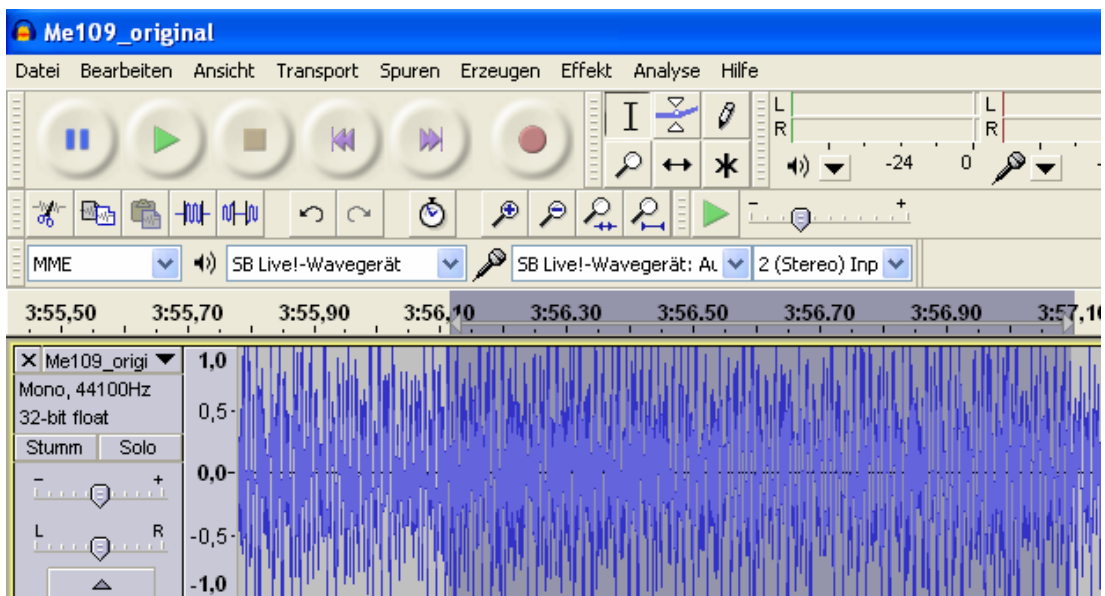 Me109_original
Datei Bearbeiten Ansicht Transport Spuren Erzeugen Effekt Analyse Hilfe
L L
R R
-24 0 -
- +
MME SB Live!-Wavegerät SB Live!-Wavegerät: Au 2 (Stereo) Inp
3:55,50 3:55,70 3:55,90 3:56,10 3:56.30 3:56.50 3:56.70 3:56.90 3:57,10
X Me109_origi 1,0
Mono, 44100Hz
32-bit float 0,5-
Stumm Solo
- + 0,0-
L R -0,5-
-1,0